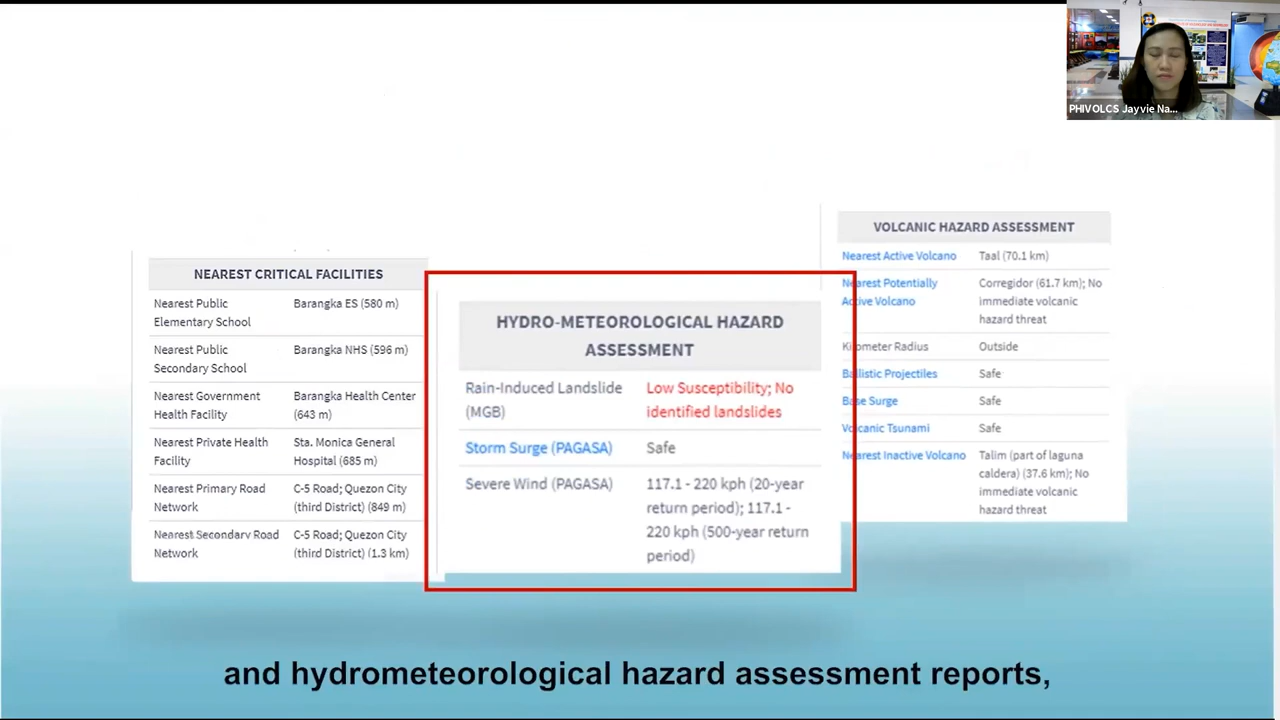 PHIVOLCS Jayvie Na...
NEAREST CRITICAL FACILITIES
Nearest Public Barangka ES (580 m)
Elementary School
Nearest Public Barangka NHS (596 m)
Secondary School
Nearest Government Barangka Health Center
Health Facility (643 m)
Nearest Private Health Sta. Monica General
Facility Hospital (685 m)
Nearest Primary Road C-5 Road; Quezon City
Network (third District) (849 m)
Nearest Secondary Road C-5 Road; Quezon City
Network (third District) (1.3 km)
HYDRO-METEOROLOGICAL HAZARD
ASSESSMENT
Rain-Induced Landslide Low Susceptibility; No
(MGB) identified landslides
Storm Surge (PAGASA) Safe
Severe Wind (PAGASA) 117.1 - 220 kph (20-year
return period); 117.1 -
220 kph (500-year return
period)
VOLCANIC HAZARD ASSESSMENT
Nearest Active Volcano Taal (70.1 km)
Nearest Potentially Corregidor (61.7 km); No
Active Volcano immediate volcanic
hazard threat
Kilometer Radius Outside
Ballistic Projectiles Safe
Base Surge Safe
Volcanic Tsunami Safe
Nearest Inactive Volcano Talim (part of laguna
caldera) (37.6 km); No
immediate volcanic
hazard threat
and hydrometeorological hazard assessment reports,